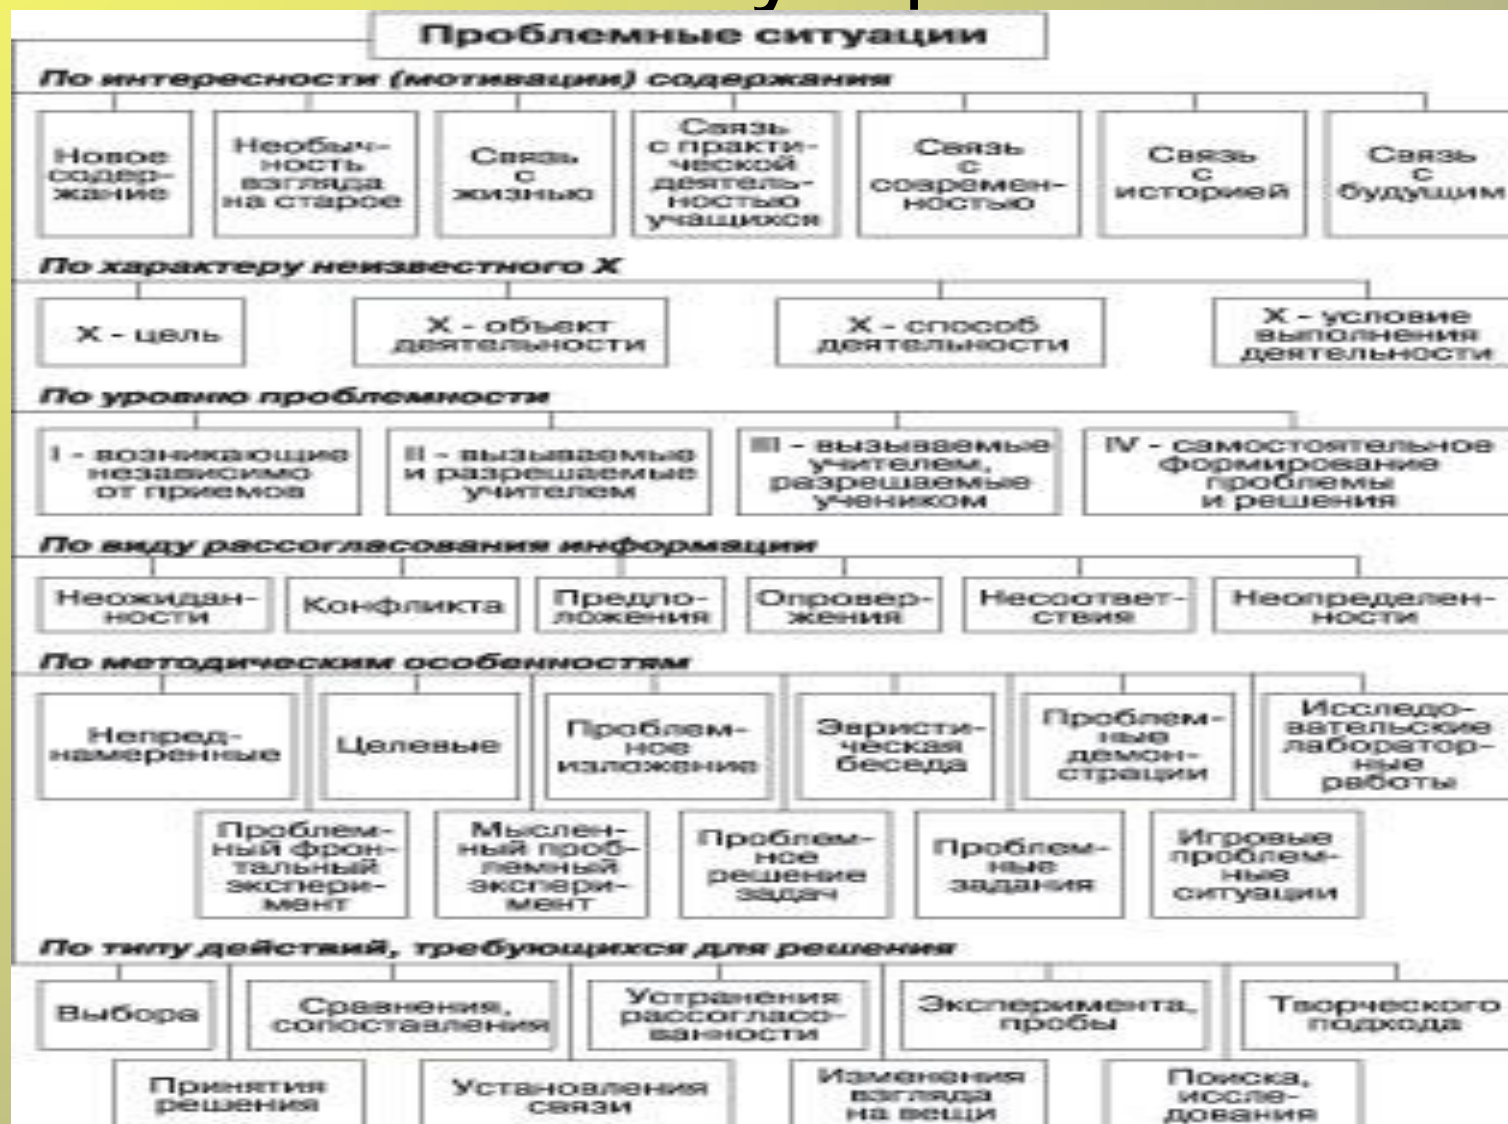 Проблемные ситуации
По интересности (мотивации) содержания
Новое
содер-
жание
Необыч-
ность
взгляда
на старое
Связь
с
жизнью
Связь
с практи-
ческой
деятель-
ностью
учащихся
Связь
с
современ-
ностью
Связь
с
историей
Связь
с
будущим
По характеру неизвестного X
X - цель
X - объект
деятельности
X - способ
деятельности
X - условие
выполнения
деятельности
По уровню проблемности
I - возникающие
независимо
от приемов
II - вызываемые
и разрешаемые
учителем
III - вызываемые
учителем,
разрешаемые
учеником
IV - самостоятельное
формирование
проблемы
и решения
По виду рассогласования информации
Неожидан-
ности
Конфликта
Предпо-
ложения
Опровер-
жения
Несоответ-
ствия
Неопределен-
ности
По методическим особенностям
Непред-
намеренные
Целевые
Проблем-
ное
изложение
Эвристи-
ческая
беседа
Проблем-
ные
демон-
страции
Исследо-
вательские
лаборатор-
ные
работы
Проблем-
ный фрон-
тальный
экспери-
мент
Мыслен-
ный проб-
лемный
экспери-
мент
Проблем-
ное
решение
задач
Проблем-
ные
задания
Игровые
проблем-
ные
ситуации
По типу действий, требующихся для решения
Выбора
Сравнения,
сопоставления
Устранения
рассогласо-
ванности
Эксперимента,
пробы
Творческого
подхода
Принятия
решения
Установления
связи
Изменения
взгляда
на вещи
Поиска,
иссле-
дования